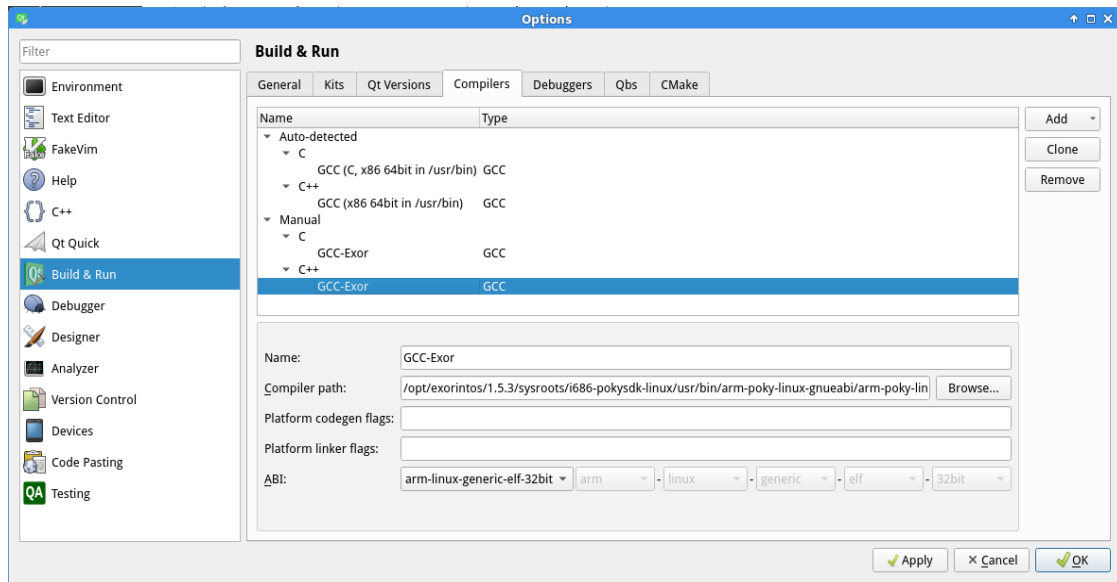 Options
Filter
Environment
Text Editor
FakeVim
Help
C++
Qt Quick
Build & Run
Debugger
Designer
Analyzer
Version Control
Devices
Code Pasting
QA Testing
Build & Run
General Kits Qt Versions Compilers Debuggers Qbs CMake
Name Type
Auto-detected
C
GCC (C, x86 64bit in /usr/bin) GCC
C++
GCC (x86 64bit in /usr/bin) GCC
Manual
C
GCC-Exor GCC
C++
GCC-Exor GCC
Add
Clone
Remove
Name: GCC-Exor
Compiler path: /opt/exorintos/1.5.3/sysroots/i686-pokysdk-linux/usr/bin/arm-poky-linux-gnueabi/arm-poky-lin Browse...
Platform codegen flags:
Platform linker flags:
ABI: arm-linux-generic-elf-32bit arm - linux - generic - elf - 32bit
Apply Cancel OK